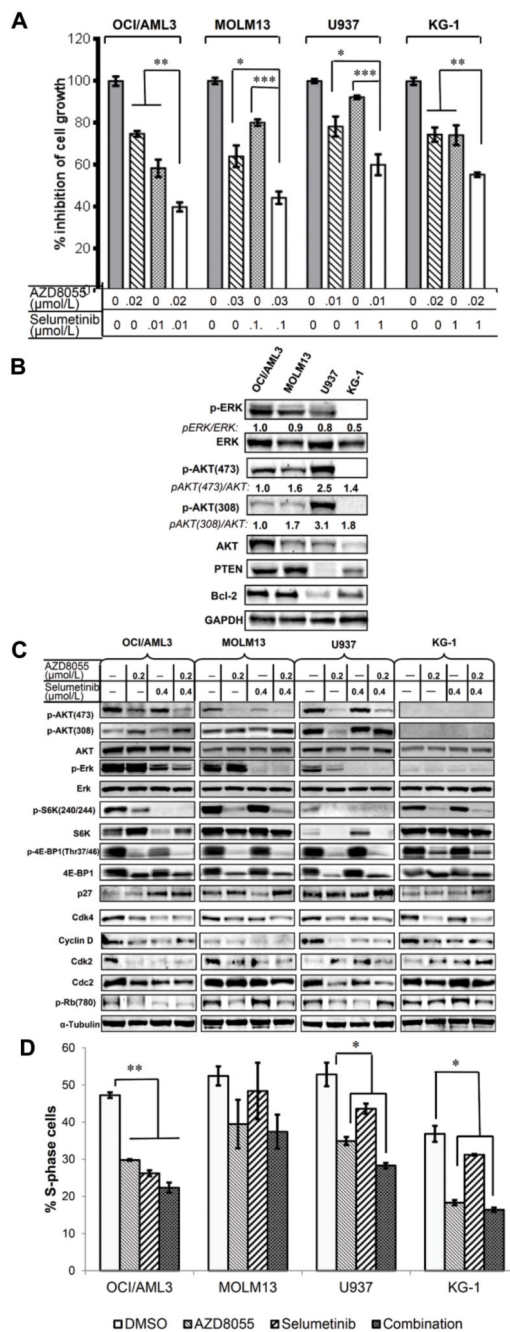 A
OCI/AML3 MOLM13 U937 KG-1
** * *** * *** **
% inhibition of cell growth
120
100
80
60
40
20
0
AZD8055 (μmol/L) 0 .02 0 .02 0 .03 0 .03 0 .01 0 .01 0 .02 0 .02
Selumetinib (μmol/L) 0 0 .01 .01 0 0 .1. .1 0 0 1 1 0 0 1 1
B
OCI/AML3 MOLM13 U937 KG-1
p-ERK
pERK/ERK: 1.0 0.9 0.8 0.5
ERK
p-AKT(473)
pAKT(473)/AKT: 1.0 1.6 2.5 1.4
p-AKT(308)
pAKT(308)/AKT: 1.0 1.7 3.1 1.8
AKT
PTEN
Bcl-2
GAPDH
C
OCI/AML3 MOLM13 U937 KG-1
AZD8055 (μmol/L) – 0.2 – 0.2 – 0.2 – 0.2 – 0.2 – 0.2 – 0.2 – 0.2
Selumetinib (μmol/L) – – 0.4 0.4 – – 0.4 0.4 – – 0.4 0.4 – – 0.4 0.4
p-AKT(473)
p-AKT(308)
AKT
p-Erk
Erk
p-S6K(240/244)
S6K
p-4E-BP1(Thr37/46)
4E-BP1
p27
Cdk4
Cyclin D
Cdk2
Cdc2
p-Rb(780)
α-Tubulin
D
% S-phase cells
60
50
40
30
20
10
0
** * *
OCI/AML3 MOLM13 U937 KG-1
DMSO AZD8055 Selumetinib Combination